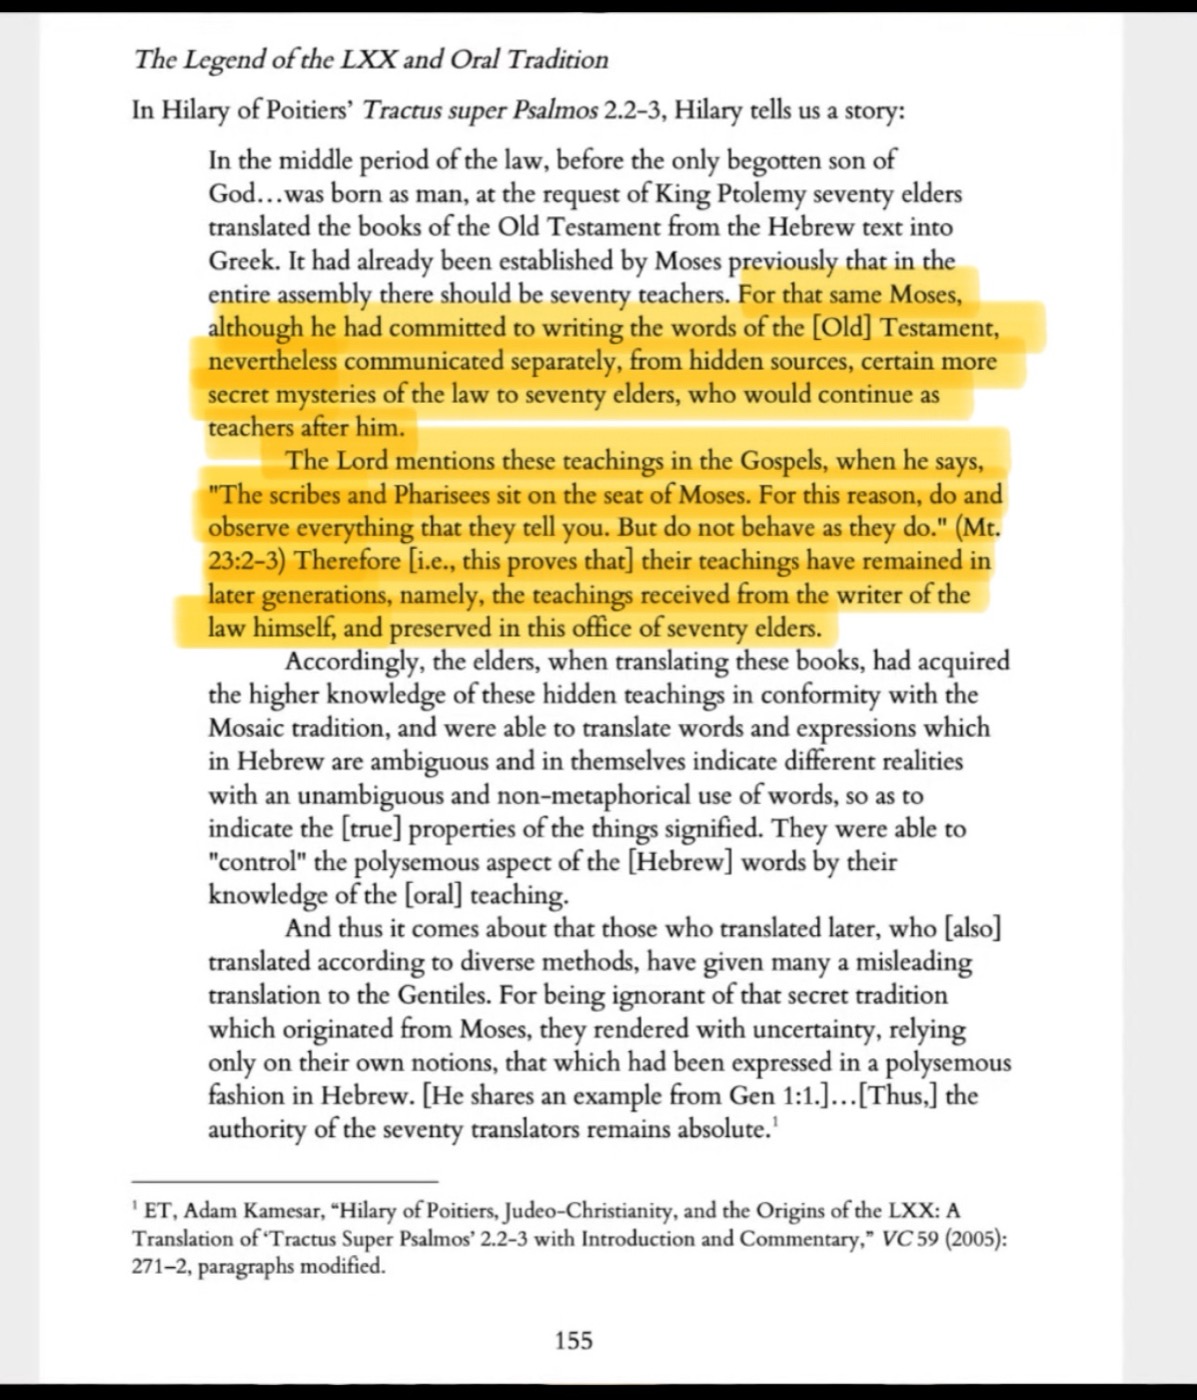 The Legend of the LXX and Oral Tradition
In Hilary of Poitiers' Tractus super Psalmos 2.2–3, Hilary tells us a story:
In the middle period of the law, before the only begotten son of
God…was born as man, at the request of King Ptolemy seventy elders
translated the books of the Old Testament from the Hebrew text into
Greek. It had already been established by Moses previously that in the
entire assembly there should be seventy teachers. For that same Moses,
although he had committed to writing the words of the [Old] Testament,
nevertheless communicated separately, from hidden sources, certain more
secret mysteries of the law to seventy elders, who would continue as
teachers after him.
The Lord mentions these teachings in the Gospels, when he says,
"The scribes and Pharisees sit on the seat of Moses. For this reason, do and
observe everything that they tell you. But do not behave as they do." (Mt.
23:2–3) Therefore [i.e., this proves that] their teachings have remained in
later generations, namely, the teachings received from the writer of the
law himself, and preserved in this office of seventy elders.
Accordingly, the elders, when translating these books, had acquired
the higher knowledge of these hidden teachings in conformity with the
Mosaic tradition, and were able to translate words and expressions which
in Hebrew are ambiguous and in themselves indicate different realities
with an unambiguous and non-metaphorical use of words, so as to
indicate the [true] properties of the things signified. They were able to
"control" the polysemous aspect of the [Hebrew] words by their
knowledge of the [oral] teaching.
And thus it comes about that those who translated later, who [also]
translated according to diverse methods, have given many a misleading
translation to the Gentiles. For being ignorant of that secret tradition
which originated from Moses, they rendered with uncertainty, relying
only on their own notions, that which had been expressed in a polysemous
fashion in Hebrew. [He shares an example from Gen 1:1.]…[Thus,] the
authority of the seventy translators remains absolute.¹
¹ ET, Adam Kamesar, "Hilary of Poitiers, Judeo-Christianity, and the Origins of the LXX: A
Translation of 'Tractus Super Psalmos' 2.2–3 with Introduction and Commentary," VC 59 (2005):
271–2, paragraphs modified.
155